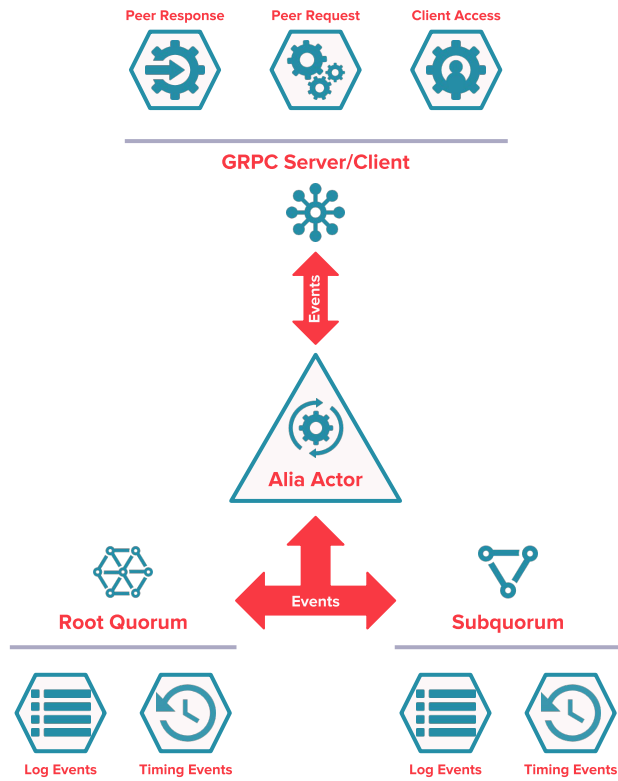 Peer Response
Peer Request
Client Access
GRPC Server/Client
Events
Alia Actor
Events
Root Quorum
Subquorum
Log Events
Timing Events
Log Events
Timing Events